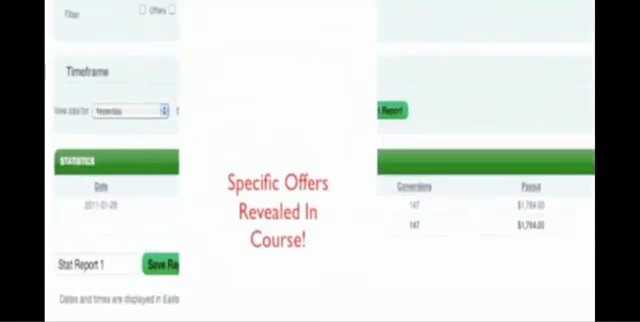 Filter
Offers
Timeframe
View data for: Yesterday
Report
STATISTICS
Date Conversions Payout
2011-01-26 147 $1,764.00
147 $1,764.00
Specific Offers
Revealed In
Course!
Stat Report 1 Save Re
Dates and times are displayed in Easte